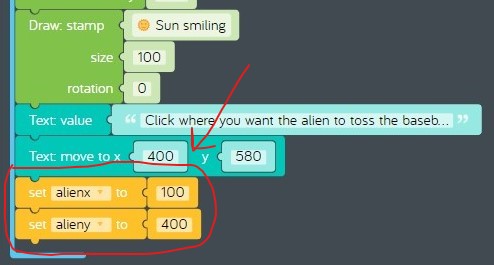 Draw: stamp Sun smiling
size 100
rotation 0
Text: value “ Click where you want the alien to toss the baseb... ”
Text: move to x 400 y 580
set alienx to 100
set alieny to 400